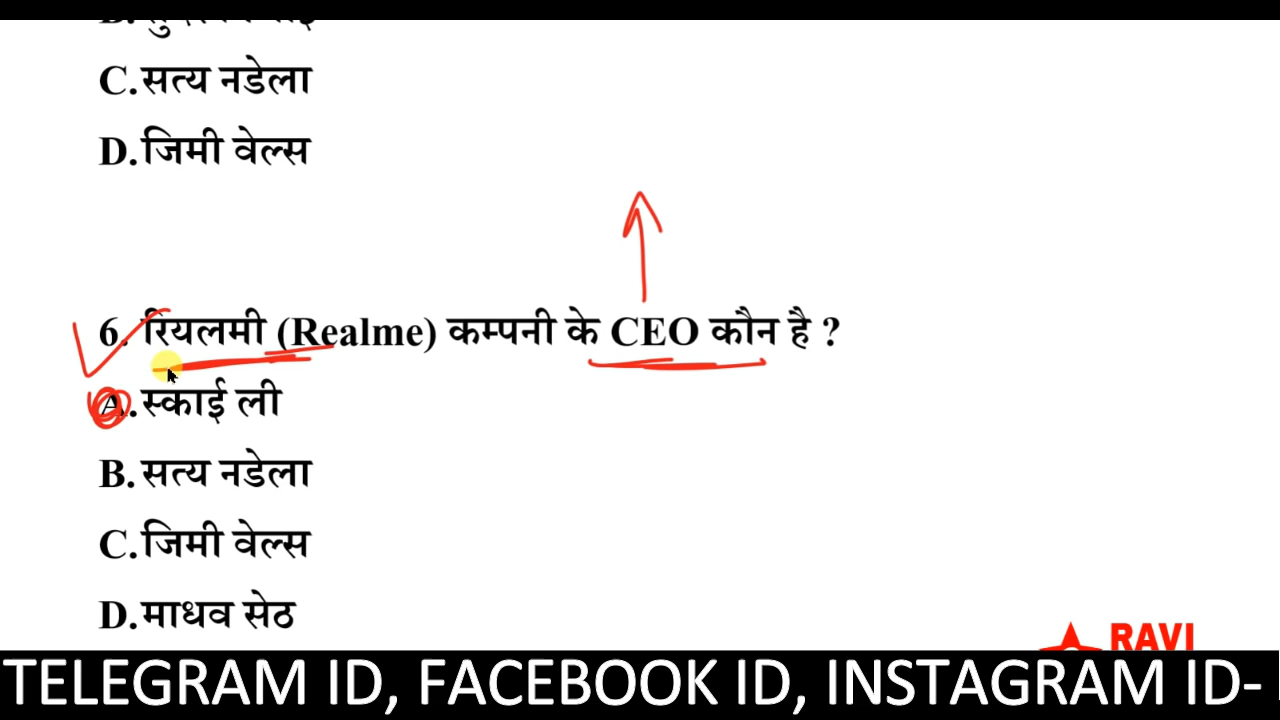 C. सत्य नडेला
D. जिमी वेल्स
6. रियलमी (Realme) कम्पनी के CEO कौन है ?
A. स्काई ली
B. सत्य नडेला
C. जिमी वेल्स
D. माधव सेठ
RAVI
TELEGRAM ID, FACEBOOK ID, INSTAGRAM ID-